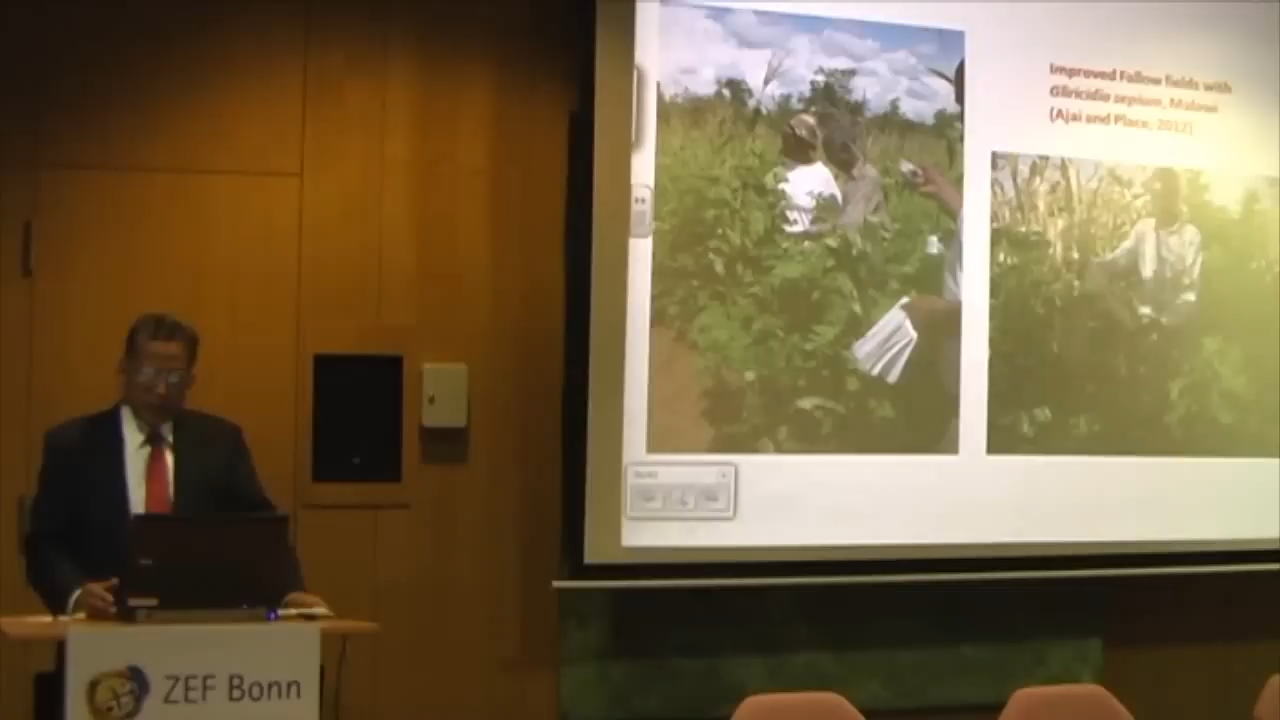 Improved Fallow fields with
Gliricidia sepium, Malawi
(Ajai and Place, 2012)
ZEF Bonn